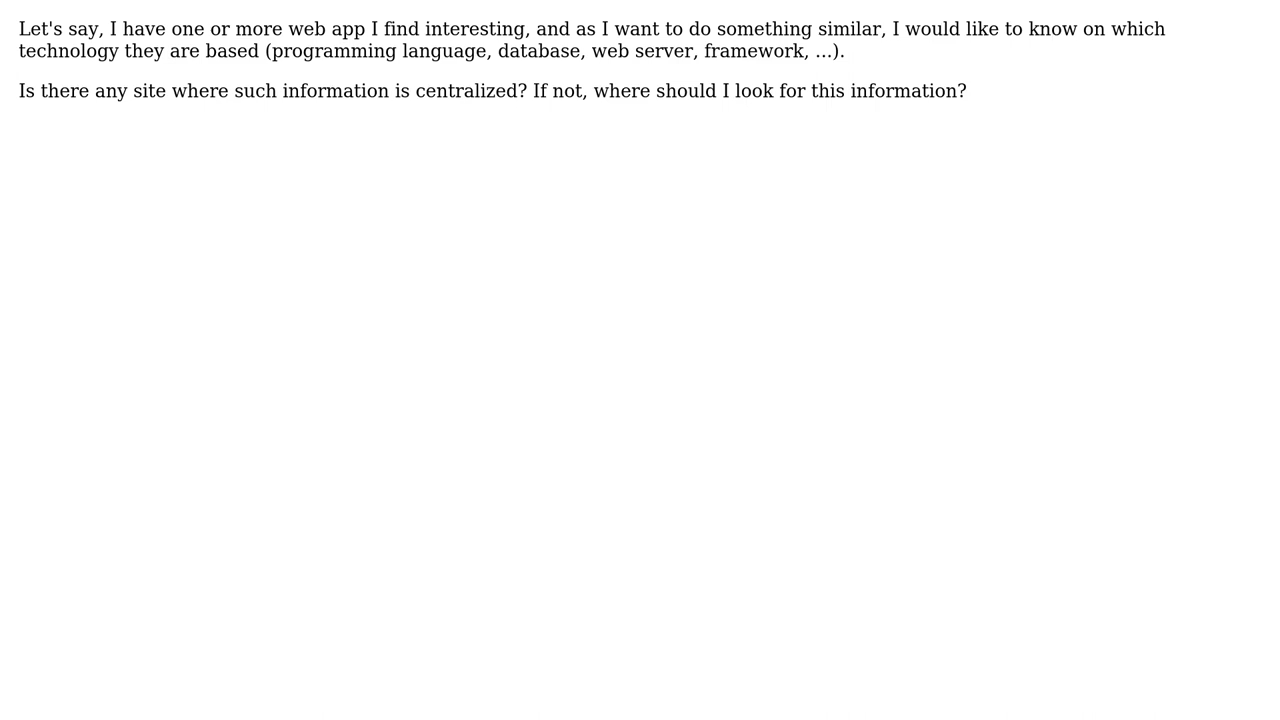 Let's say, I have one or more web app I find interesting, and as I want to do something similar, I would like to know on which
technology they are based (programming language, database, web server, framework, ...).
Is there any site where such information is centralized? If not, where should I look for this information?